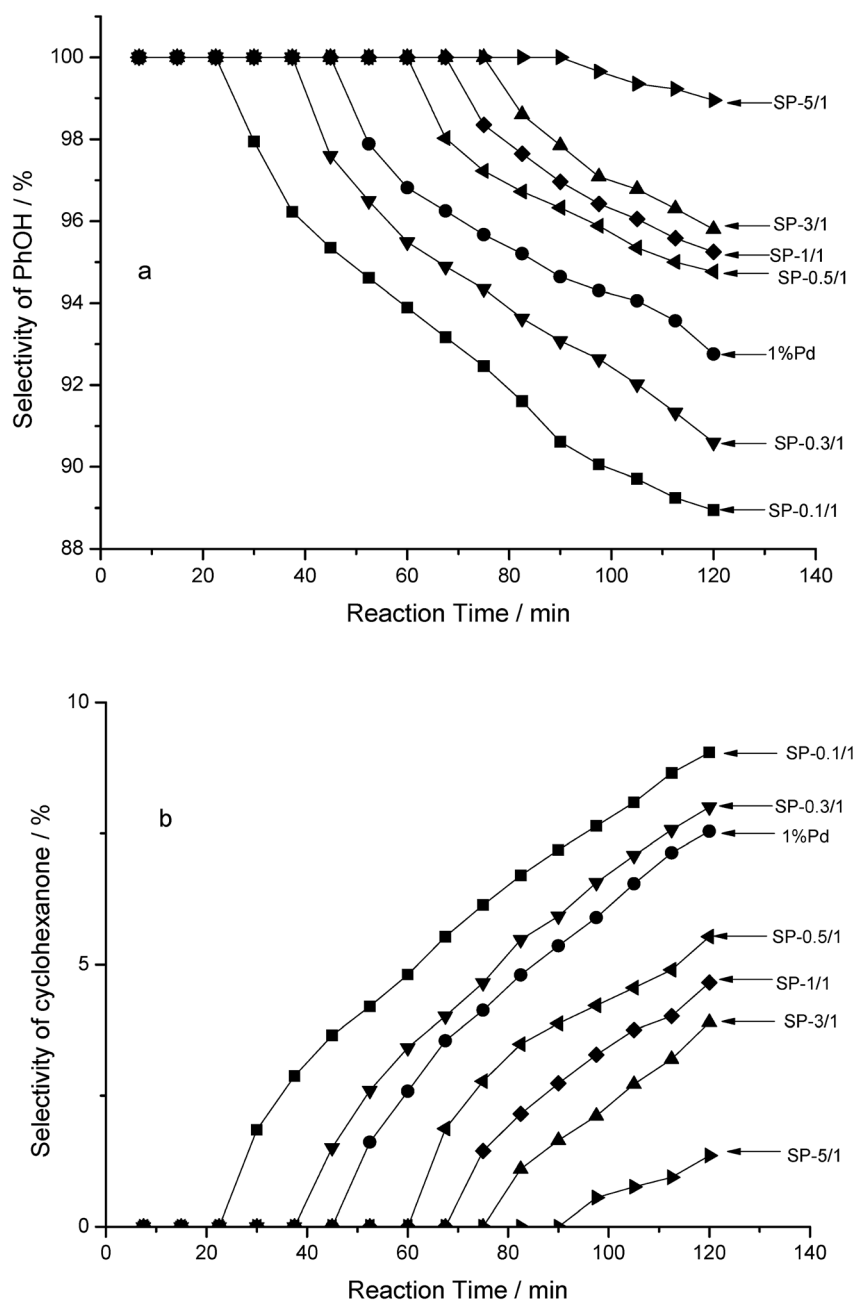 100
98
96
94
92
90
88
Selectivity of PhOH / %
a
SP-5/1
SP-3/1
SP-1/1
SP-0.5/1
1%Pd
SP-0.3/1
SP-0.1/1
0 20 40 60 80 100 120 140
Reaction Time / min
10
5
0
Selectivity of cyclohexanone / %
b
SP-0.1/1
SP-0.3/1
1%Pd
SP-0.5/1
SP-1/1
SP-3/1
SP-5/1
0 20 40 60 80 100 120 140
Reaction Time / min